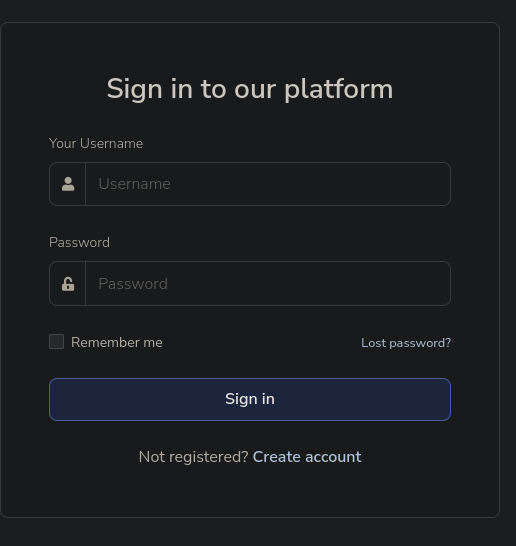 Sign in to our platform
Your Username
Username
Password
Password
Remember me
Lost password?
Sign in
Not registered? Create account